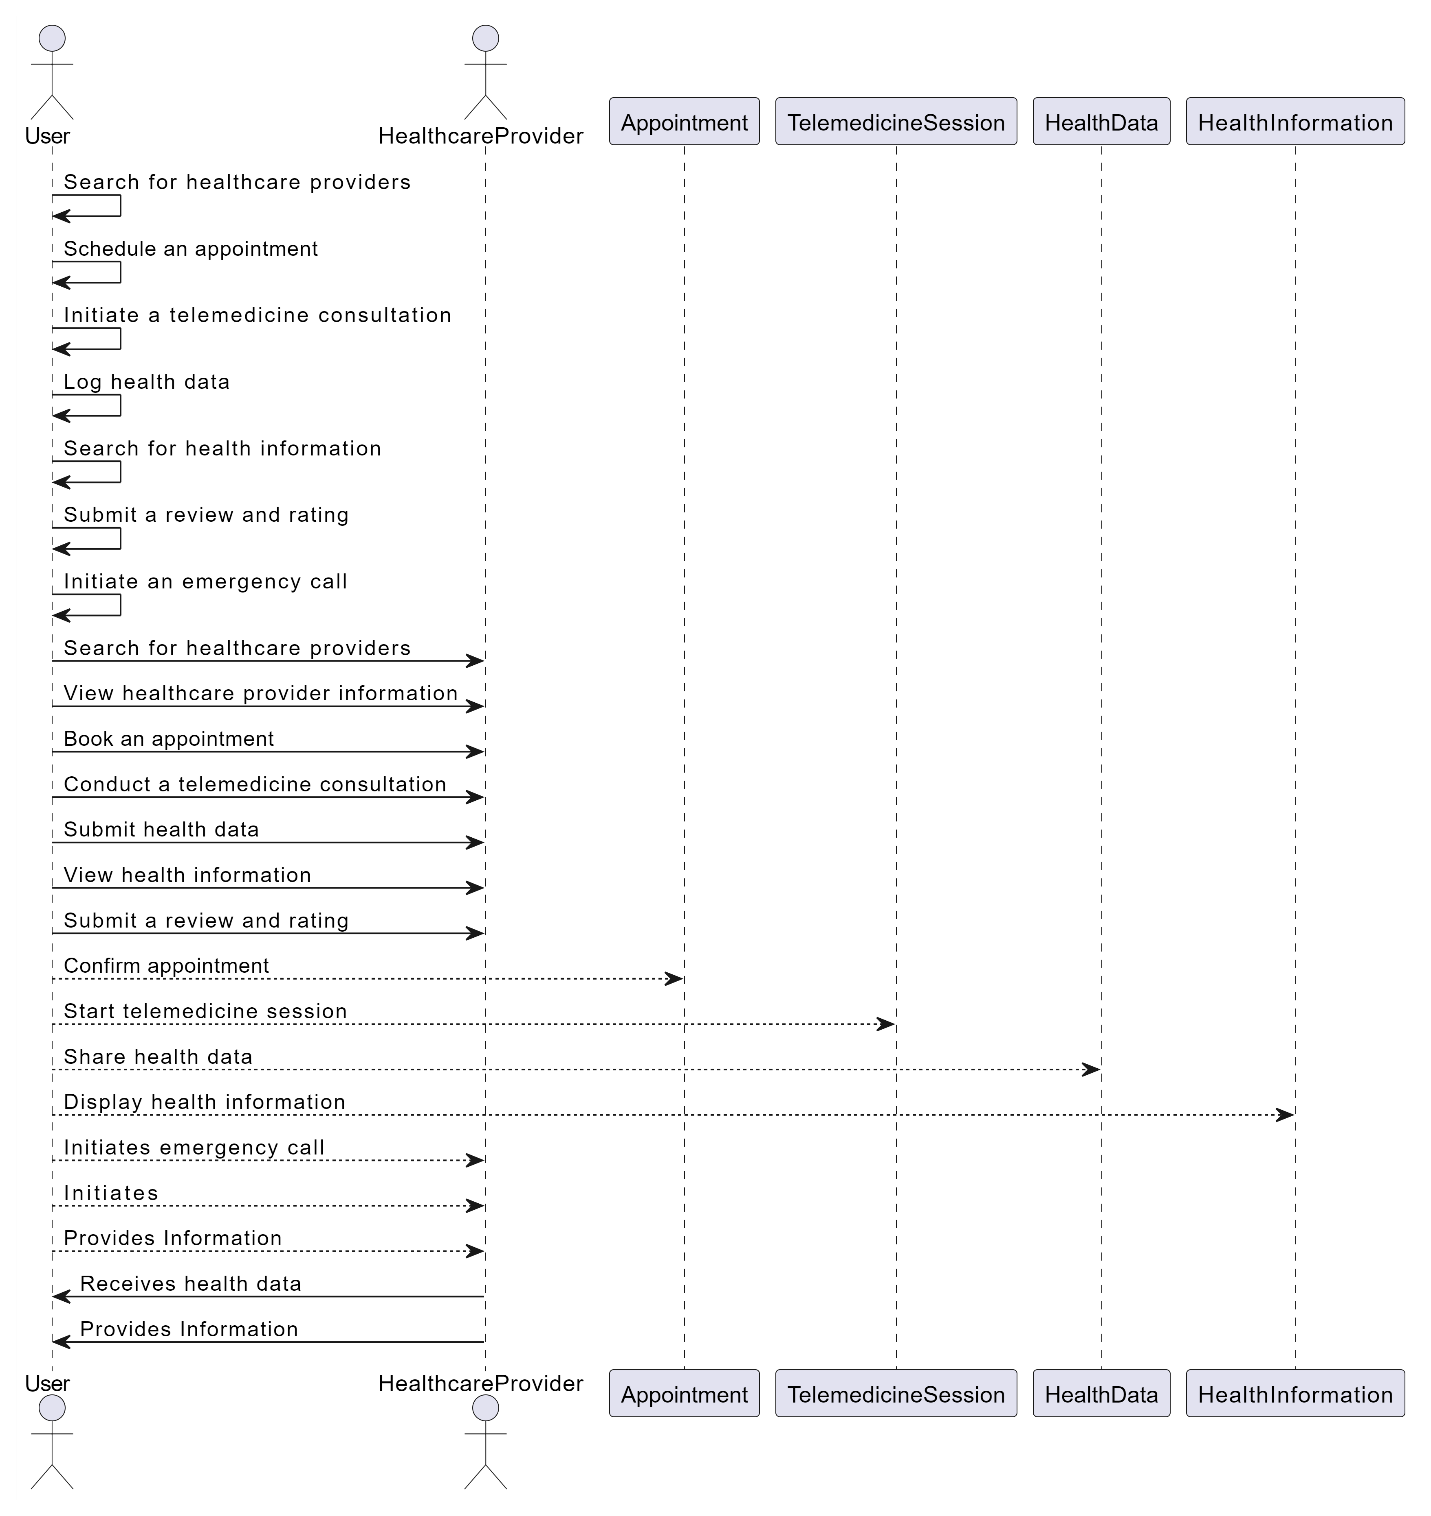 User
HealthcareProvider
Appointment
TelemedicineSession
HealthData
HealthInformation
Search for healthcare providers
Schedule an appointment
Initiate a telemedicine consultation
Log health data
Search for health information
Submit a review and rating
Initiate an emergency call
Search for healthcare providers
View healthcare provider information
Book an appointment
Conduct a telemedicine consultation
Submit health data
View health information
Submit a review and rating
Confirm appointment
Start telemedicine session
Share health data
Display health information
Initiates emergency call
Initiates
Provides Information
Receives health data
Provides Information
User
HealthcareProvider
Appointment
TelemedicineSession
HealthData
HealthInformation